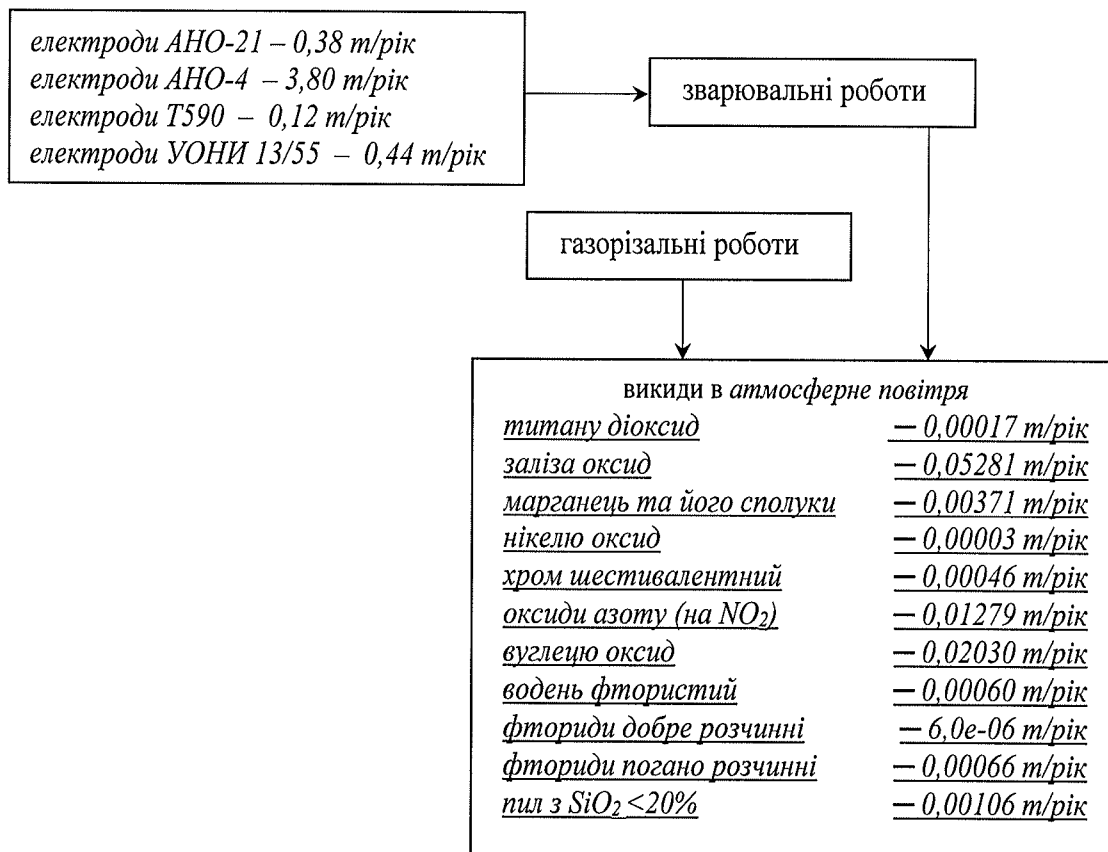 електроди АНО-21 – 0,38 т/рік
електроди АНО-4 – 3,80 т/рік
електроди Т590 – 0,12 т/рік
електроди УОНИ 13/55 – 0,44 т/рік
зварювальні роботи
газорізальні роботи
викиди в атмосферне повітря
титану діоксид – 0,00017 т/рік
заліза оксид – 0,05281 т/рік
марганець та його сполуки – 0,00371 т/рік
нікелю оксид – 0,00003 т/рік
хром шестивалентний – 0,00046 т/рік
оксиди азоту (на NO₂) – 0,01279 т/рік
вуглецю оксид – 0,02030 т/рік
водень фтористий – 0,00060 т/рік
фториди добре розчинні – 6,0е-06 т/рік
фториди погано розчинні – 0,00066 т/рік
пил з SiO₂ <20% – 0,00106 т/рік